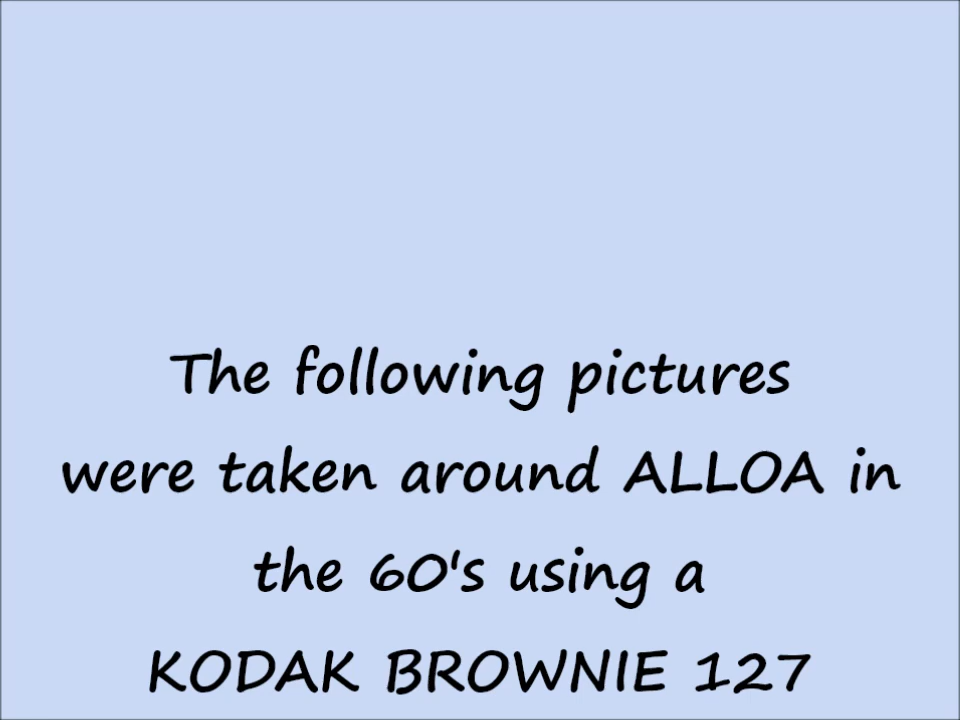 The following pictures
were taken around ALLOA in
the 60's using a
KODAK BROWNIE 127